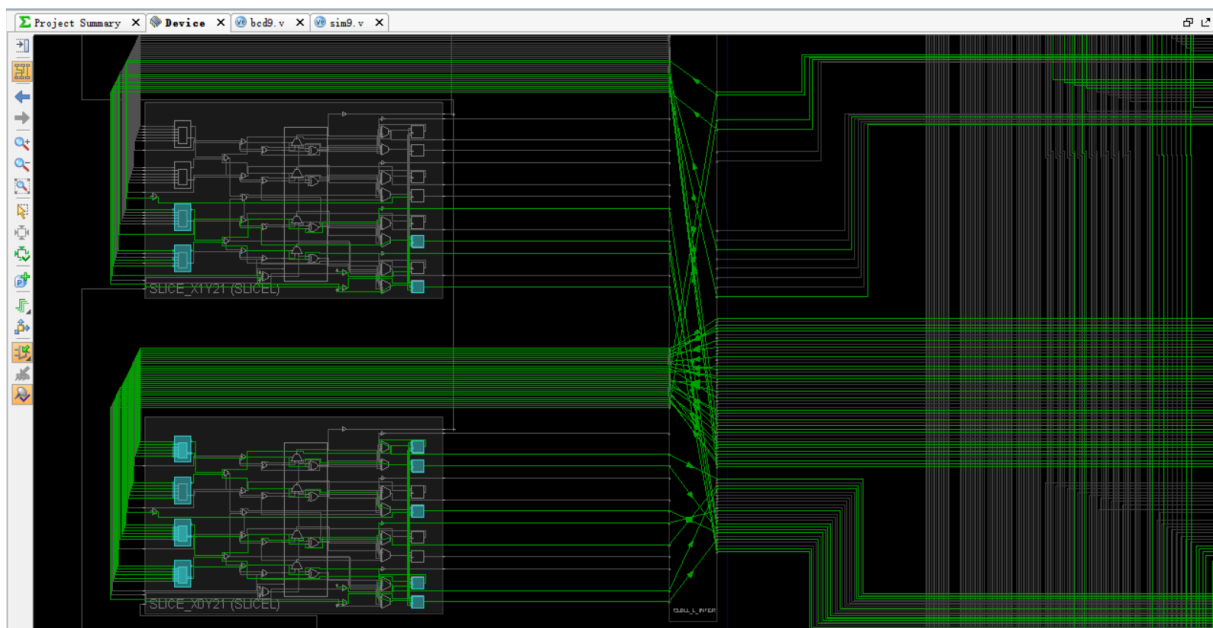 Σ Project Summary × Device × bcd9.v × sim9.v ×
SLICE_X1Y21 (SLICEL)
SLICE_X0Y21 (SLICEL)